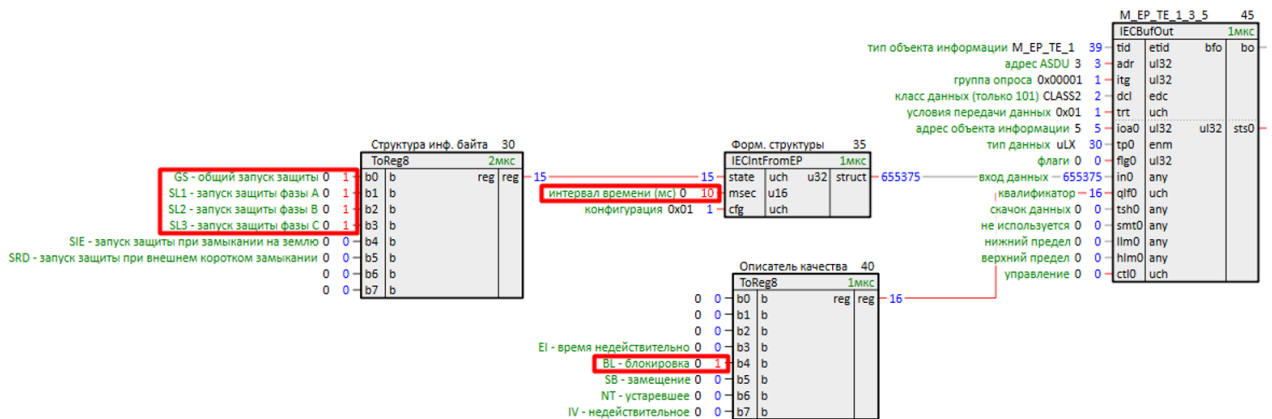 M_EP_TE_1_3_5 45
IECBufOut 1мкс
тип объекта информации M_EP_TE_1 39 tid etid bfo bo
адрес ASDU 3 3 adr ul32
группа опроса 0x00001 1 itg ul32
класс данных (только 101) CLASS2 2 dcl edc
условия передачи данных 0x01 1 trt uch
адрес объекта информации 5 5 ioa0 ul32 ul32 sts0
тип данных uLX 30 tp0 enm
флаги 0 0 flg0 ul32
вход данных 655375 in0 any
квалификатор 16 qlf0 uch
скачок данных 0 0 tsh0 any
не используется 0 0 smt0 any
нижний предел 0 0 llm0 any
верхний предел 0 0 hlm0 any
управление 0 0 ctl0 uch
Структура инф. байта 30
ToReg8 2мкс
GS - общий запуск защиты 0 1 b0 b reg reg 15
SL1 - запуск защиты фазы A 0 1 b1 b
SL2 - запуск защиты фазы B 0 1 b2 b
SL3 - запуск защиты фазы C 0 1 b3 b
SIE - запуск защиты при замыкании на землю 0 0 b4 b
SRD - запуск защиты при внешнем коротком замыкании 0 0 b5 b
0 0 b6 b
0 0 b7 b
Форм. структуры 35
IECIntFromEP 1мкс
15 state uch u32 struct 655375
интервал времени (мс) 0 10 msec u16
конфигурация 0x01 1 cfg uch
Описатель качества 40
ToReg8 1мкс
0 0 b0 b reg reg 16
0 0 b1 b
0 0 b2 b
EI - время недействительно 0 0 b3 b
BL - блокировка 0 1 b4 b
SB - замещение 0 0 b5 b
NT - устаревшее 0 0 b6 b
IV - недействительное 0 0 b7 b